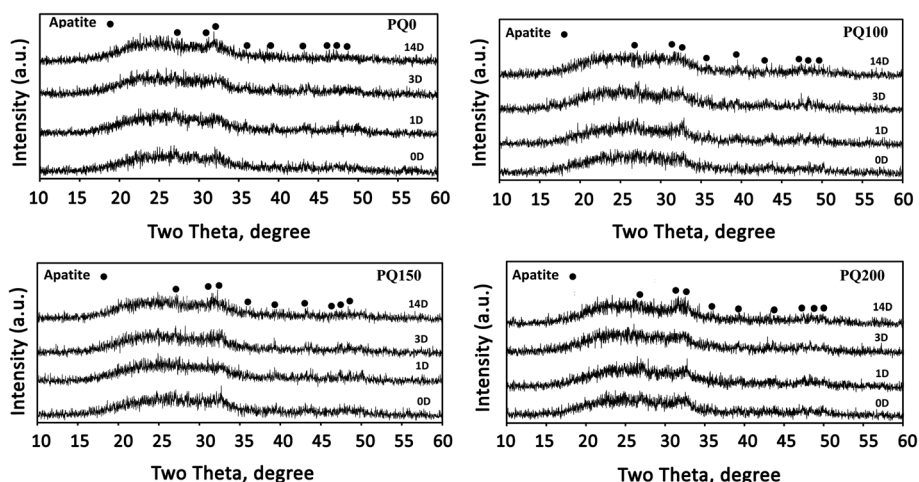 Apatite ●
PQ0
14D
3D
1D
0D
Intensity (a.u.)
10 15 20 25 30 35 40 45 50 55 60
Two Theta, degree
Apatite ●
PQ100
14D
3D
1D
0D
Intensity (a.u.)
10 15 20 25 30 35 40 45 50 55 60
Two Theta, degree
Apatite ●
PQ150
14D
3D
1D
0D
Intensity (a.u.)
10 15 20 25 30 35 40 45 50 55 60
Two Theta, degree
Apatite ●
PQ200
14D
3D
1D
0D
Intensity (a.u.)
10 15 20 25 30 35 40 45 50 55 60
Two Theta, degree